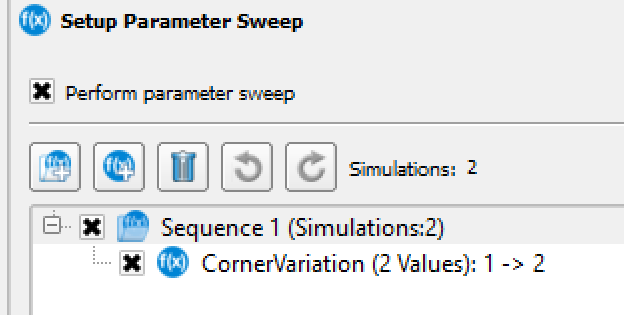 f(x) Setup Parameter Sweep
Perform parameter sweep
f(x) f(x) Simulations: 2
f(x) Sequence 1 (Simulations:2)
f(x) CornerVariation (2 Values): 1 -> 2